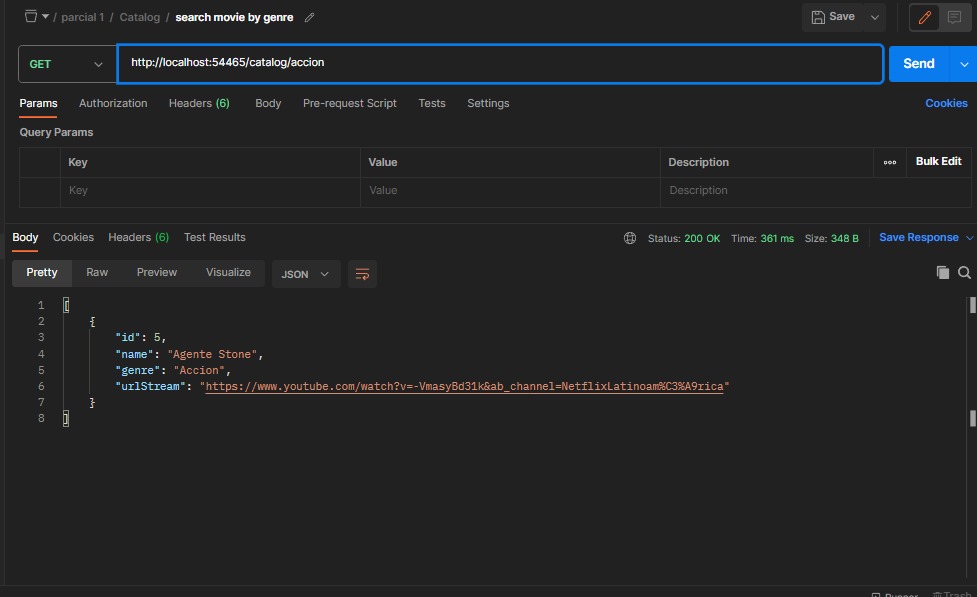 / parcial 1 / Catalog / search movie by genre
Save
GET
http://localhost:54465/catalog/accion
Send
Params Authorization Headers (6) Body Pre-request Script Tests Settings Cookies
Query Params
Key Value Description ooo Bulk Edit
Key Value Description
Body Cookies Headers (6) Test Results Status: 200 OK Time: 361 ms Size: 348 B Save Response
Pretty Raw Preview Visualize JSON
1 [
2 {
3 "id": 5,
4 "name": "Agente Stone",
5 "genre": "Accion",
6 "urlStream": "https://www.youtube.com/watch?v=-VmasyBd31k&ab_channel=NetflixLatinoam%C3%A9rica"
7 }
8 ]
Runner Trash